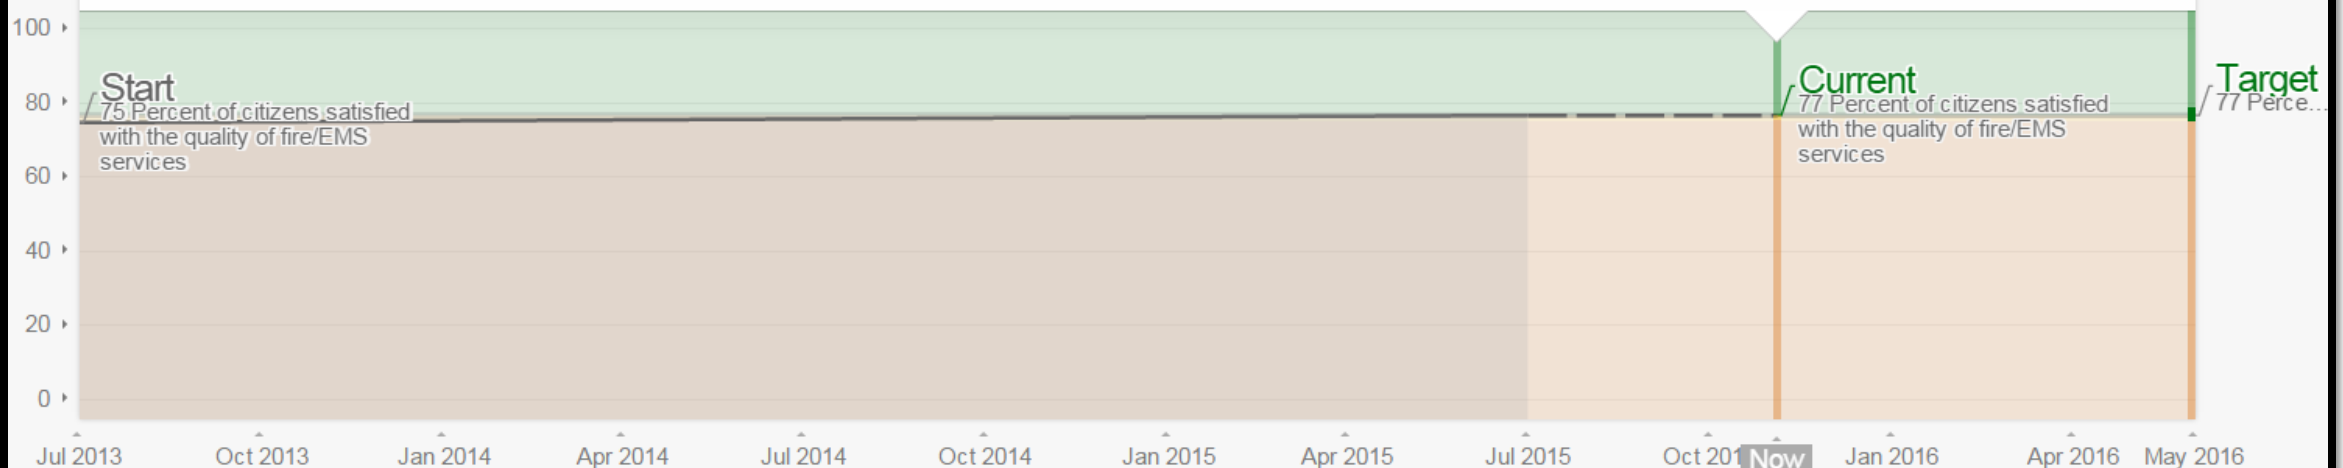 100
80
60
40
20
0
Start
75 Percent of citizens satisfied
with the quality of fire/EMS
services
Current
77 Percent of citizens satisfied
with the quality of fire/EMS
services
Target
77 Perce...
Jul 2013
Oct 2013
Jan 2014
Apr 2014
Jul 2014
Oct 2014
Jan 2015
Apr 2015
Jul 2015
Oct 201
Now
Jan 2016
Apr 2016
May 2016